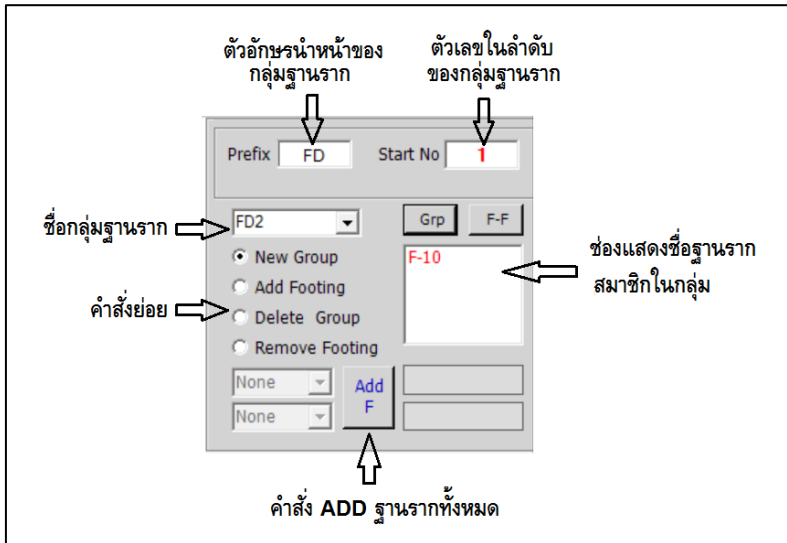 ตัวอักษรนำหน้าของ
กลุ่มฐานราก
ตัวเลขในลำดับ
ของกลุ่มฐานราก
Prefix FD Start No 1
ชื่อกลุ่มฐานราก
FD2 Grp F-F
New Group
F-10
Add Footing
ช่องแสดงชื่อฐานราก
สมาชิกในกลุ่ม
คำสั่งย่อย
Delete Group
Remove Footing
None
None
Add
F
คำสั่ง ADD ฐานรากทั้งหมด